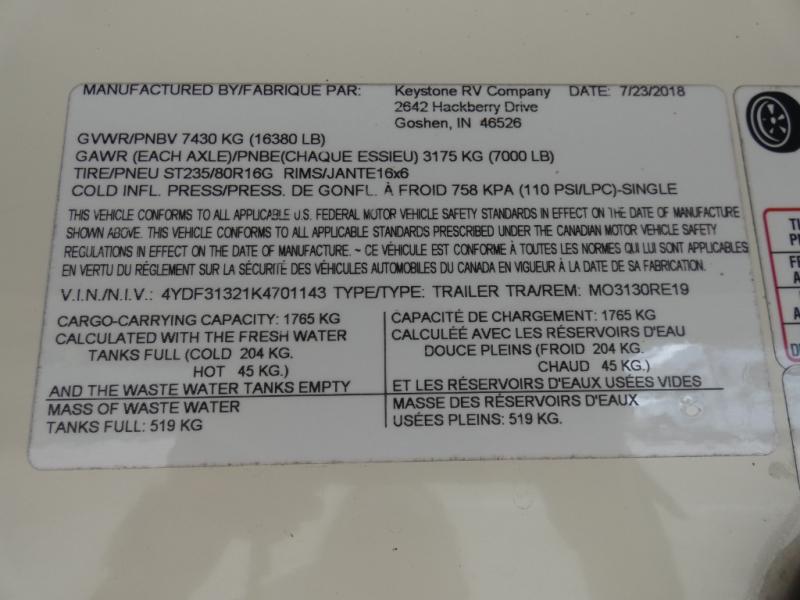 MANUFACTURED BY/FABRIQUE PAR: Keystone RV Company DATE: 7/23/2018
2642 Hackberry Drive
Goshen, IN 46526
GVWR/PNBV 7430 KG (16380 LB)
GAWR (EACH AXLE)/PNBE(CHAQUE ESSIEU) 3175 KG (7000 LB)
TIRE/PNEU ST235/80R16G RIMS/JANTE16x6
COLD INFL. PRESS/PRESS. DE GONFL. À FROID 758 KPA (110 PSI/LPC)-SINGLE
THIS VEHICLE CONFORMS TO ALL APPLICABLE U.S. FEDERAL MOTOR VEHICLE SAFETY STANDARDS IN EFFECT ON THE DATE OF MANUFACTURE
SHOWN ABOVE. THIS VEHICLE CONFORMS TO ALL APPLICABLE STANDARDS PRESCRIBED UNDER THE CANADIAN MOTOR VEHICLE SAFETY
REGULATIONS IN EFFECT ON THE DATE OF MANUFACTURE. ~ CE VÉHICULE EST CONFORME À TOUTES LES NORMES QUI LUI SONT APPLICABLES
EN VERTU DU RÉGLEMENT SUR LA SÉCURITÉ DES VÉHICULES AUTOMOBILES DU CANADA EN VIGUEUR À LA DATE DE SA FABRICATION.
V.I.N./N.I.V.: 4YDF31321K4701143 TYPE/TYPE: TRAILER TRA/REM: MO3130RE19
CARGO-CARRYING CAPACITY: 1765 KG
CALCULATED WITH THE FRESH WATER
TANKS FULL (COLD 204 KG.
HOT 45 KG.)
AND THE WASTE WATER TANKS EMPTY
MASS OF WASTE WATER
TANKS FULL: 519 KG
CAPACITÉ DE CHARGEMENT: 1765 KG
CALCULÉE AVEC LES RÉSERVOIRS D'EAU
DOUCE PLEINS (FROID 204 KG.
CHAUD 45 KG.)
ET LES RÉSERVOIRS D'EAUX USÉES VIDES
MASSE DES RÉSERVOIRS D'EAUX
USÉES PLEINS: 519 KG.